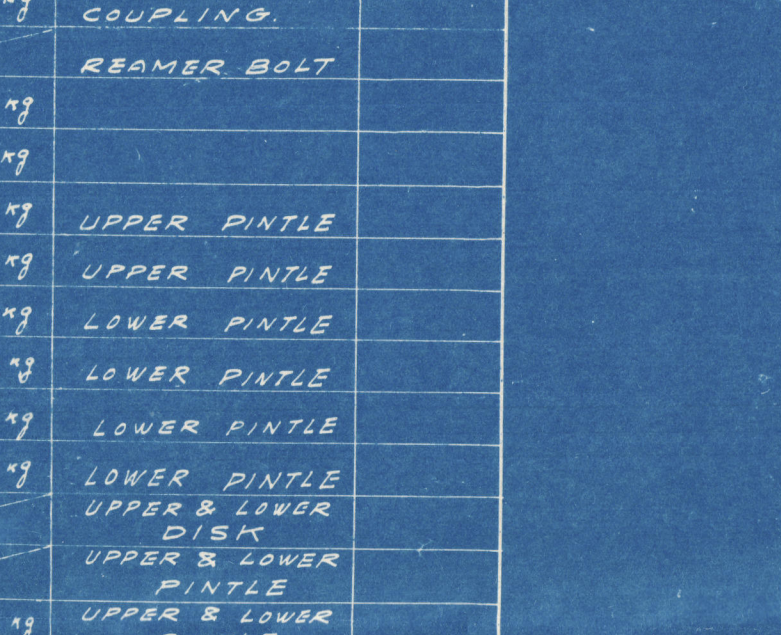 kg COUPLING.
REAMER BOLT
kg
kg
kg UPPER PINTLE
kg UPPER PINTLE
kg LOWER PINTLE
kg LOWER PINTLE
kg LOWER PINTLE
kg LOWER PINTLE
UPPER & LOWER
DISK
UPPER & LOWER
PINTLE
kg UPPER & LOWER